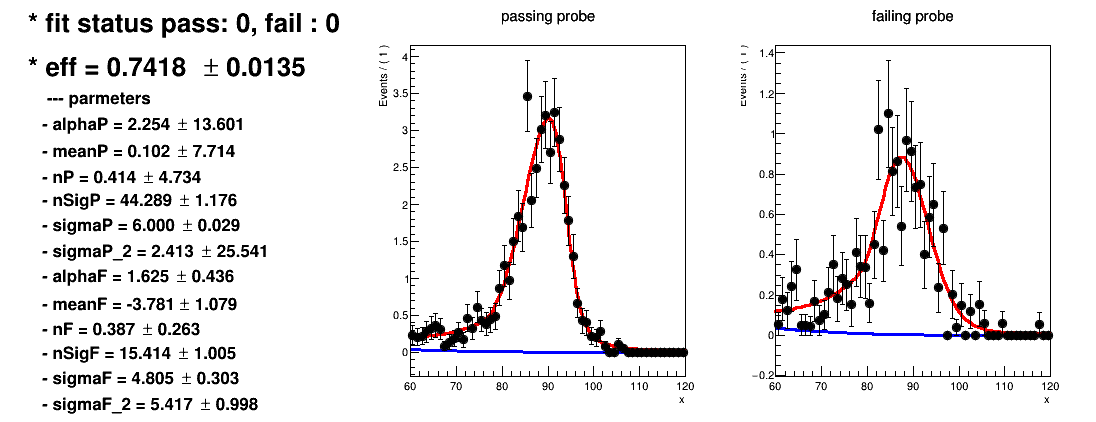 * fit status pass: 0, fail : 0
* eff = 0.7418 ± 0.0135
--- parmeters
- alphaP = 2.254 ± 13.601
- meanP = 0.102 ± 7.714
- nP = 0.414 ± 4.734
- nSigP = 44.289 ± 1.176
- sigmaP = 6.000 ± 0.029
- sigmaP_2 = 2.413 ± 25.541
- alphaF = 1.625 ± 0.436
- meanF = -3.781 ± 1.079
- nF = 0.387 ± 0.263
- nSigF = 15.414 ± 1.005
- sigmaF = 4.805 ± 0.303
- sigmaF_2 = 5.417 ± 0.998
passing probe
Events / ( 1 )
4
3.5
3
2.5
2
1.5
1
0.5
0
60 70 80 90 100 110 120
x
failing probe
Events / ( 1 )
1.4
1.2
1
0.8
0.6
0.4
0.2
0
−0.2
60 70 80 90 100 110 120
x